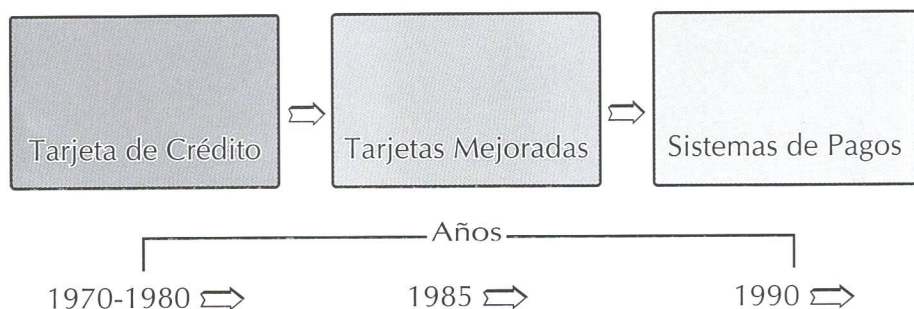 Tarjeta de Crédito
Tarjetas Mejoradas
Sistemas de Pagos
Años
1970-1980
1985
1990